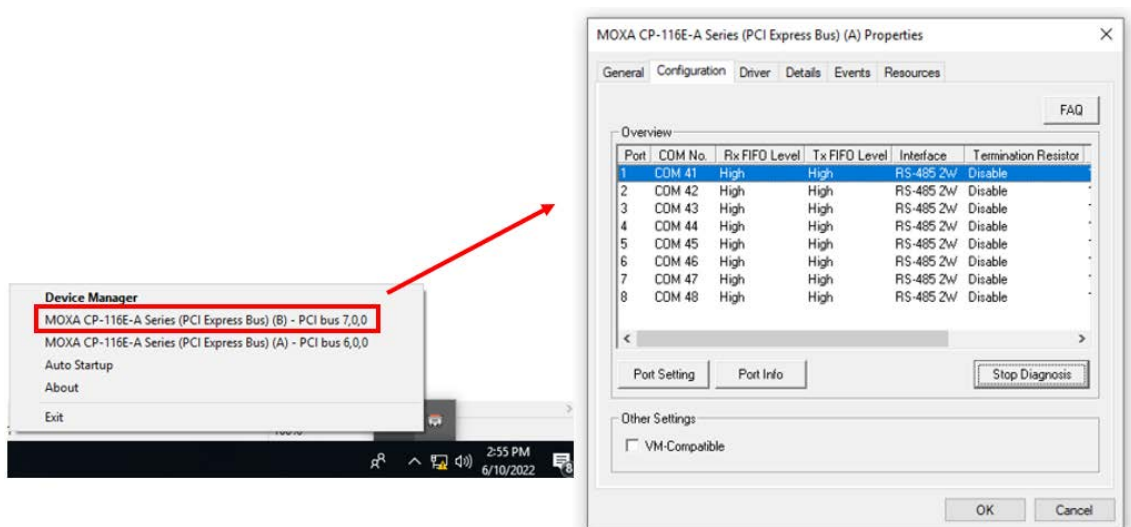 Device Manager
MOXA CP-116E-A Series (PCI Express Bus) (B) - PCI bus 7,0,0
MOXA CP-116E-A Series (PCI Express Bus) (A) - PCI bus 6,0,0
Auto Startup
About
Exit
2:55 PM
6/10/2022
8
MOXA CP-116E-A Series (PCI Express Bus) (A) Properties
General Configuration Driver Details Events Resources
FAQ
Overview
Port COM No. Rx FIFO Level Tx FIFO Level Interface Termination Resistor
1 COM 41 High High RS-485 2W Disable
2 COM 42 High High RS-485 2W Disable
3 COM 43 High High RS-485 2W Disable
4 COM 44 High High RS-485 2W Disable
5 COM 45 High High RS-485 2W Disable
6 COM 46 High High RS-485 2W Disable
7 COM 47 High High RS-485 2W Disable
8 COM 48 High High RS-485 2W Disable
Port Setting Port Info Stop Diagnosis
Other Settings
VM-Compatible
OK Cancel